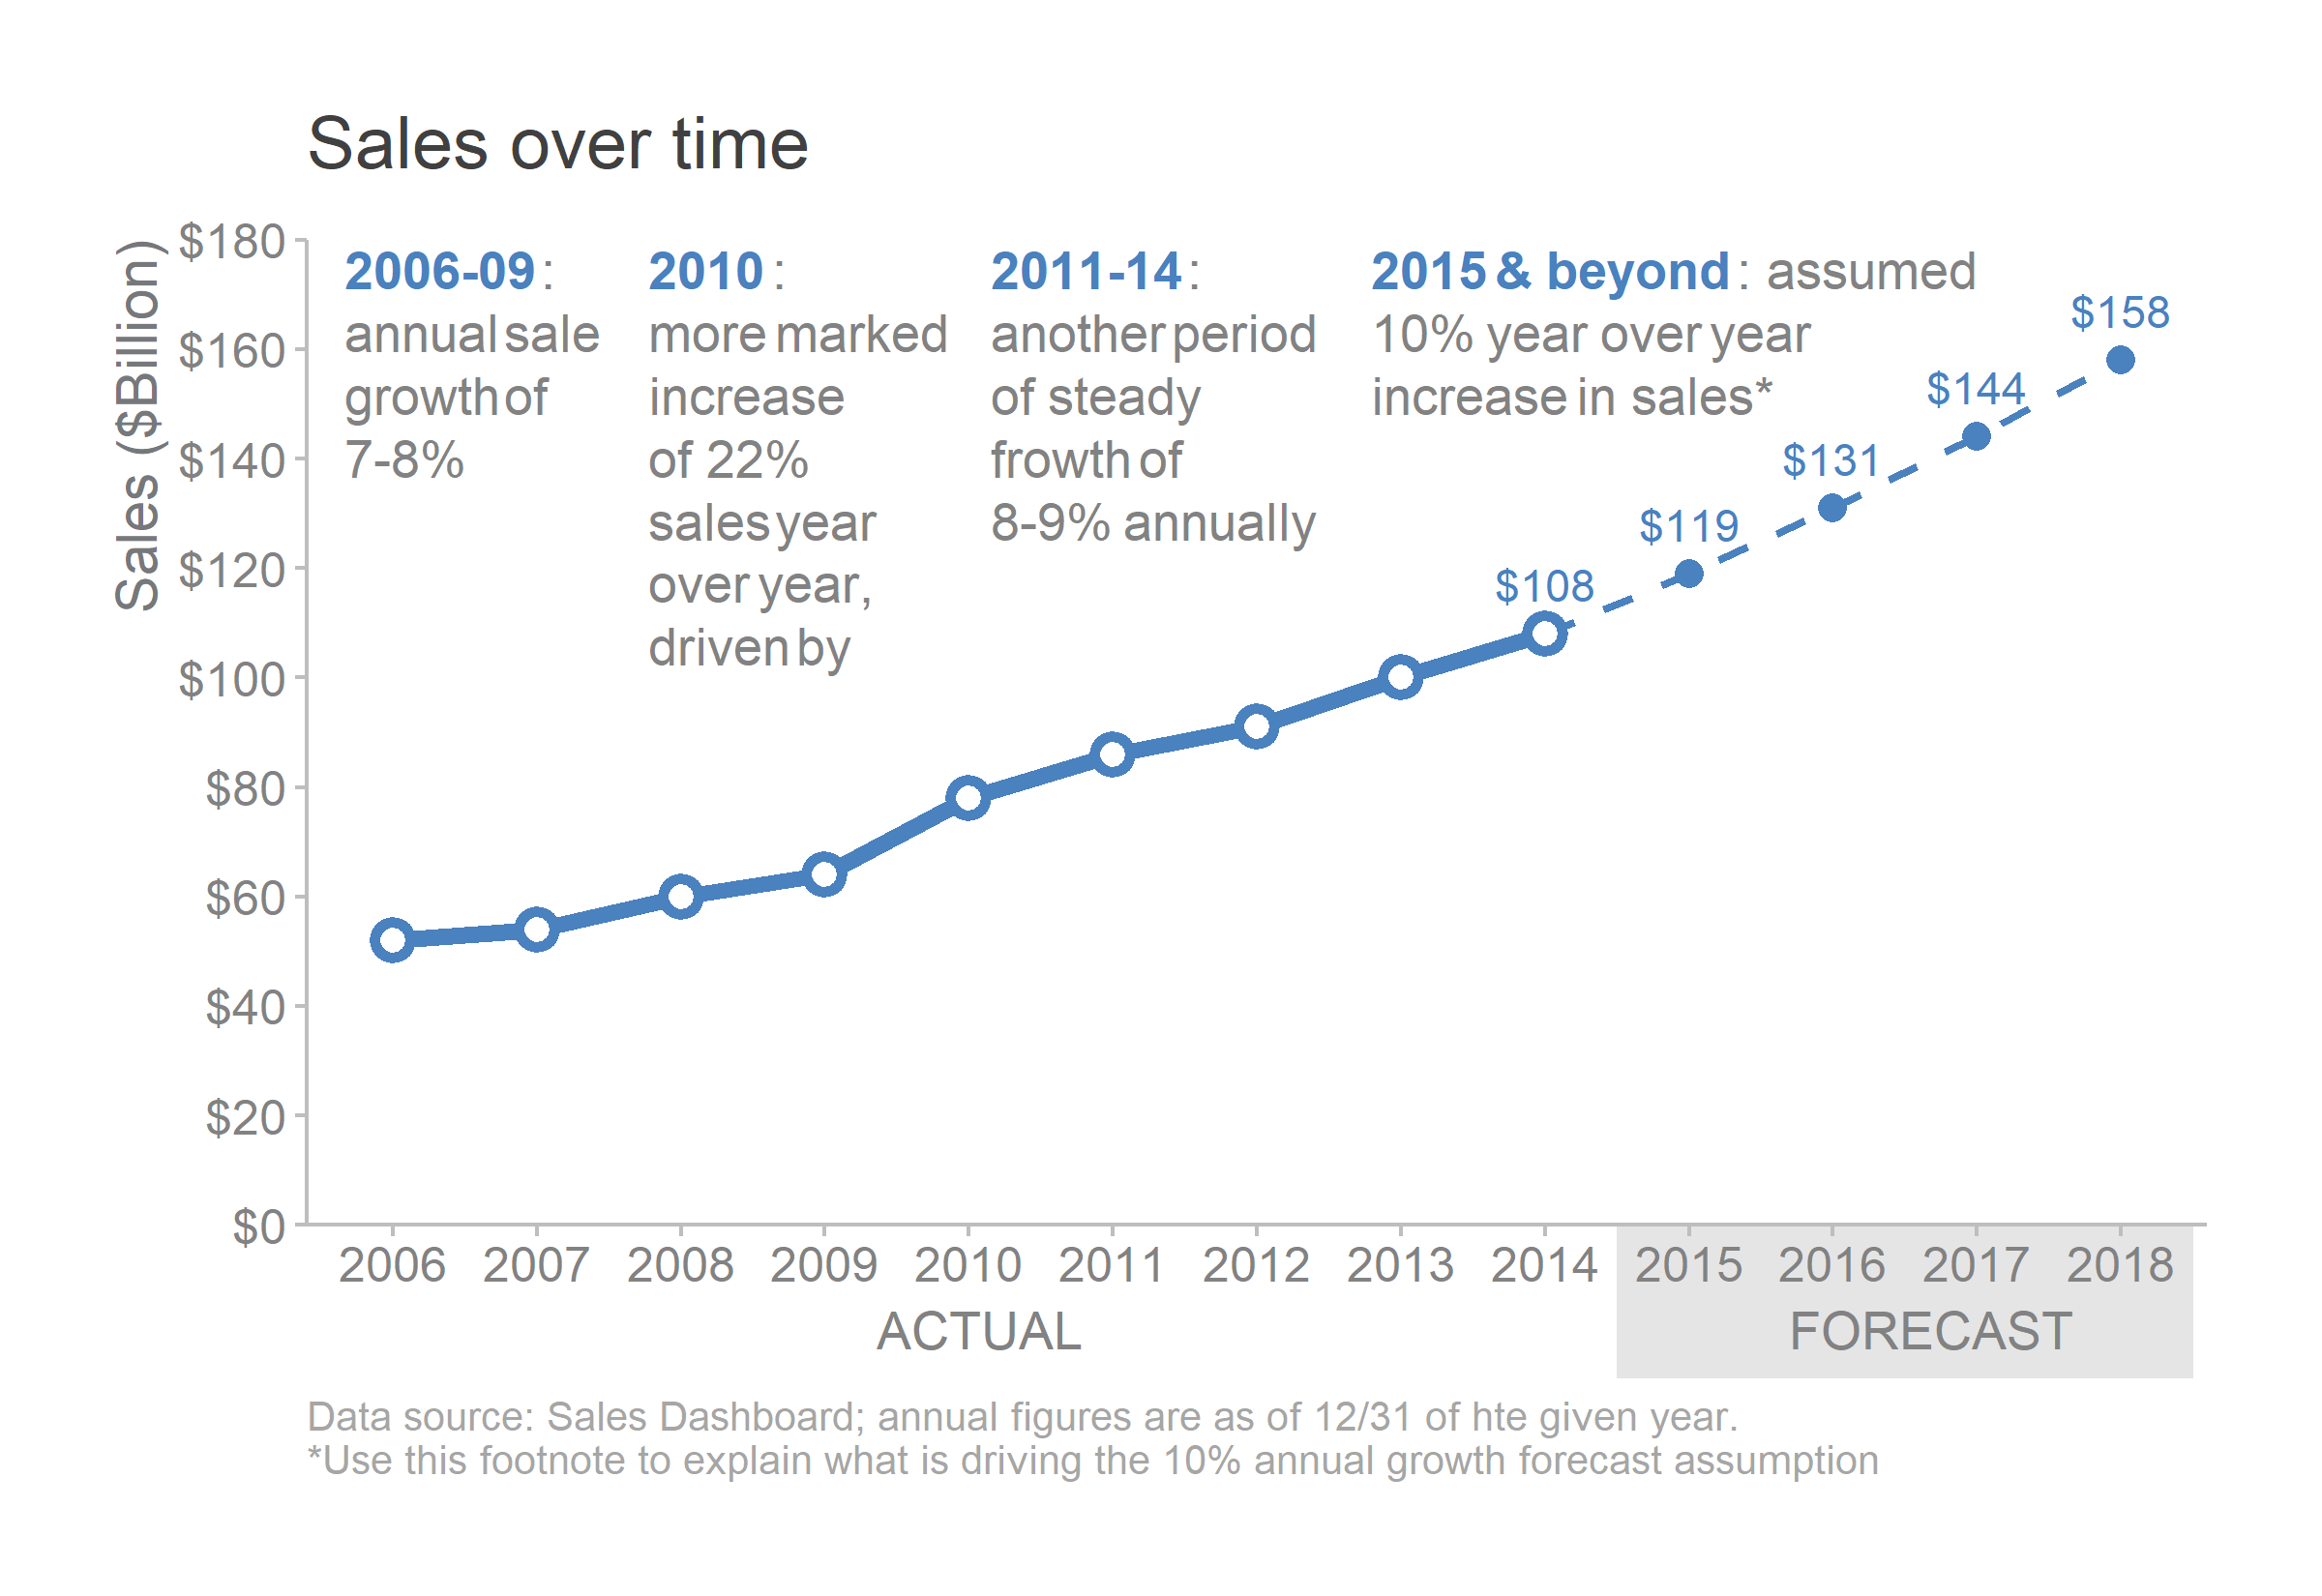 Sales over time
Sales ($Billion)
$180
$160
$140
$120
$100
$80
$60
$40
$20
$0
2006-09 :
annual sale
growth of
7-8%
2010 :
more marked
increase
of 22%
sales year
over year,
driven by
2011-14 :
another period
of steady
frowth of
8-9% annually
2015 & beyond : assumed
10% year over year
increase in sales*
$108
$119
$131
$144
$158
2006 2007 2008 2009 2010 2011 2012 2013 2014 2015 2016 2017 2018
ACTUAL FORECAST
Data source: Sales Dashboard; annual figures are as of 12/31 of hte given year.
*Use this footnote to explain what is driving the 10% annual growth forecast assumption